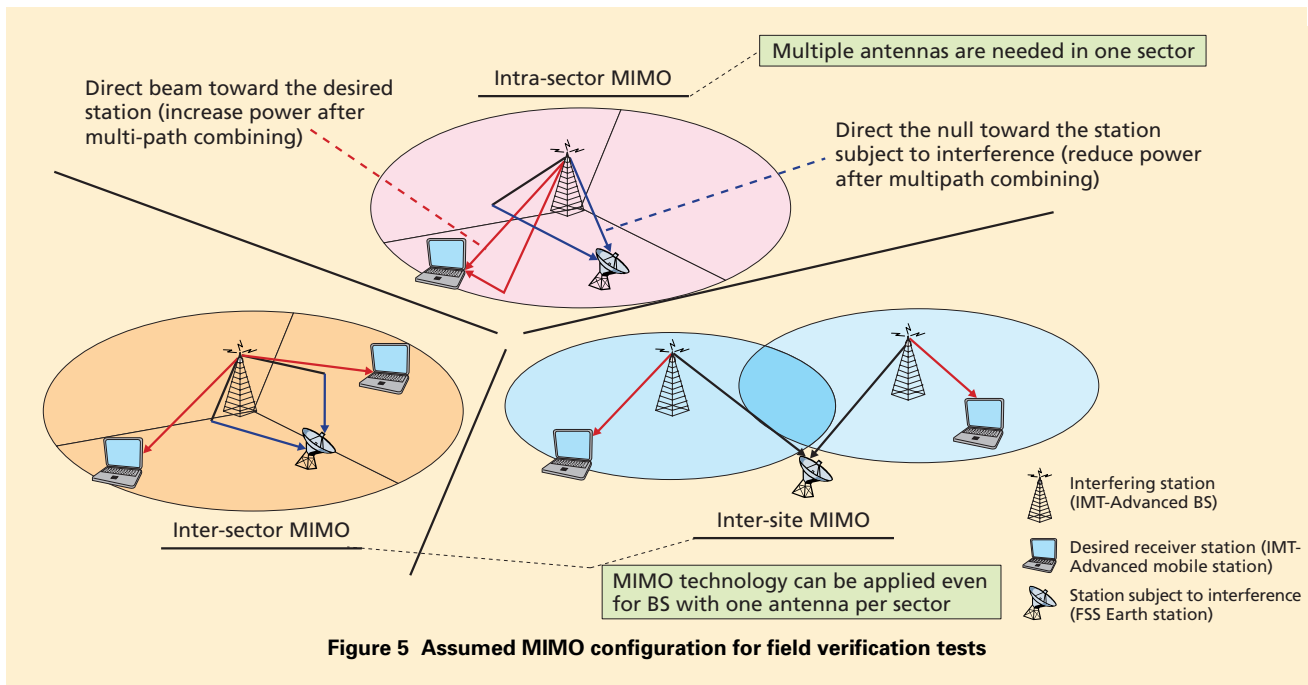 Multiple antennas are needed in one sector
Intra-sector MIMO
Direct beam toward the desired
station (increase power after
multi-path combining)
Direct the null toward the station
subject to interference (reduce power
after multipath combining)
Inter-sector MIMO
Inter-site MIMO
Interfering station
(IMT-Advanced BS)
Desired receiver station (IMT-
Advanced mobile station)
Station subject to interference
(FSS Earth station)
MIMO technology can be applied even
for BS with one antenna per sector
Figure 5 Assumed MIMO configuration for field verification tests